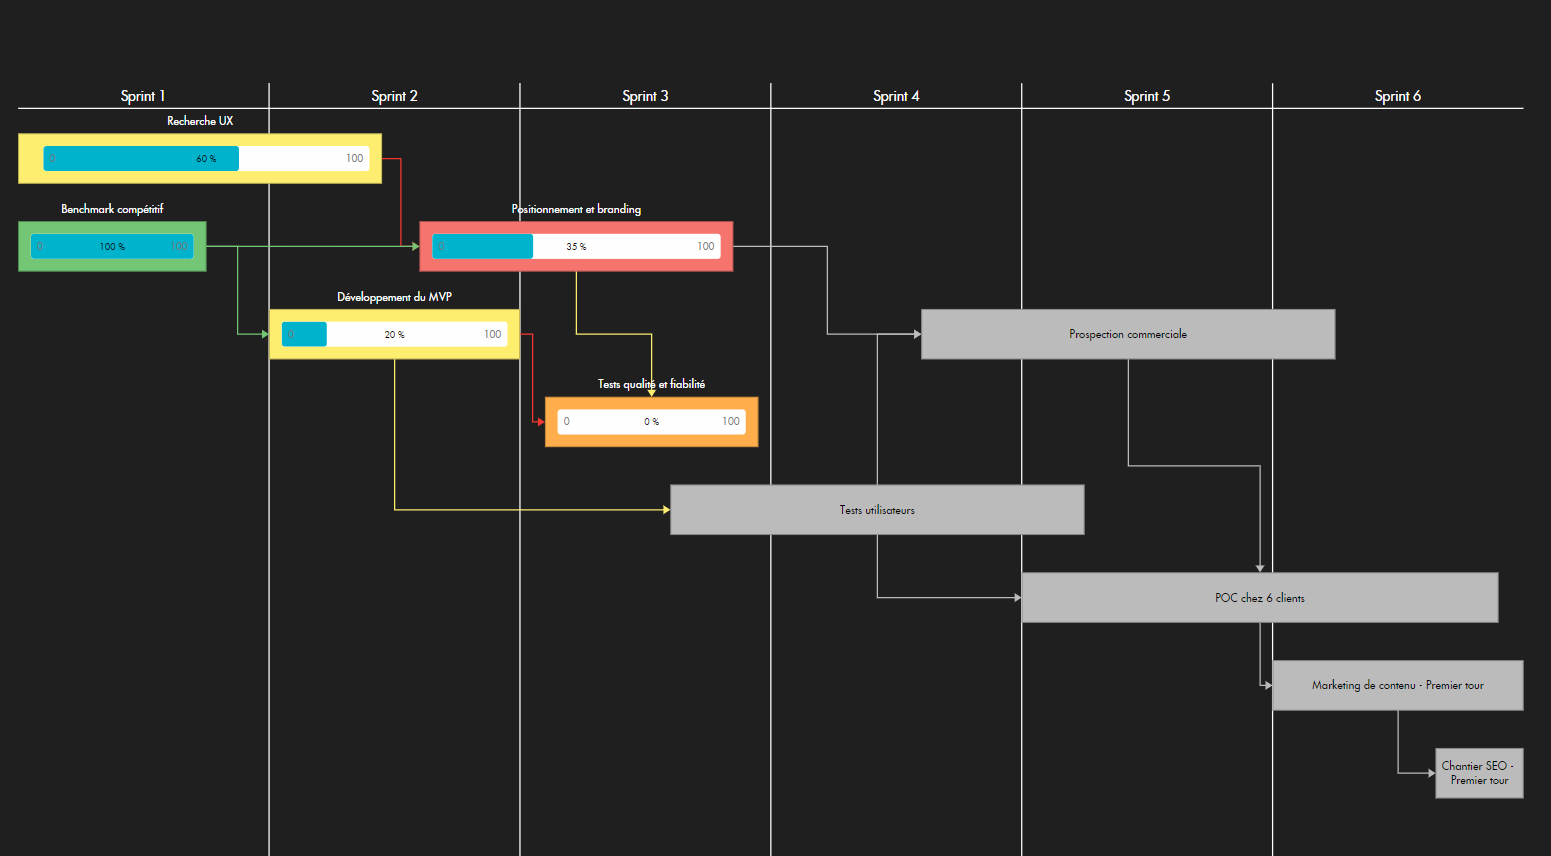 Sprint 1
Sprint 2
Sprint 3
Sprint 4
Sprint 5
Sprint 6
Recherche UX
0
60 %
100
Benchmark compétitif
0
100 %
100
Positionnement et branding
0
35 %
100
Développement du MVP
0
20 %
100
Prospection commerciale
Tests qualité et fiabilité
0
0 %
100
Tests utilisateurs
POC chez 6 clients
Marketing de contenu - Premier tour
Chantier SEO -
Premier tour